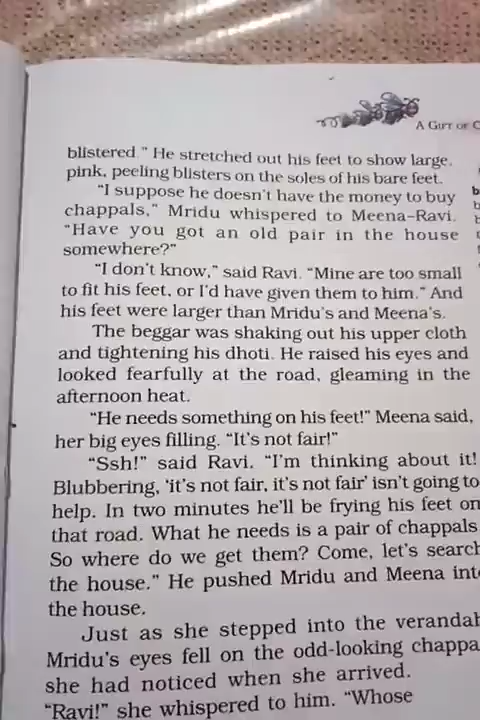 A GIFT OF C
blistered." He stretched out his feet to show large,
pink, peeling blisters on the soles of his bare feet.
"I suppose he doesn't have the money to buy
chappals," Mridu whispered to Meena-Ravi.
"Have you got an old pair in the house
somewhere?"
"I don't know," said Ravi. "Mine are too small
to fit his feet, or I'd have given them to him." And
his feet were larger than Mridu's and Meena's.
The beggar was shaking out his upper cloth
and tightening his dhoti. He raised his eyes and
looked fearfully at the road, gleaming in the
afternoon heat.
"He needs something on his feet!" Meena said,
her big eyes filling. "It's not fair!"
"Ssh!" said Ravi. "I'm thinking about it!
Blubbering, 'it's not fair, it's not fair' isn't going to
help. In two minutes he'll be frying his feet on
that road. What he needs is a pair of chappals
So where do we get them? Come, let's search
the house." He pushed Mridu and Meena int
the house.
Just as she stepped into the verandah
Mridu's eyes fell on the odd-looking chappa
she had noticed when she arrived.
"Ravi!" she whispered to him. "Whose